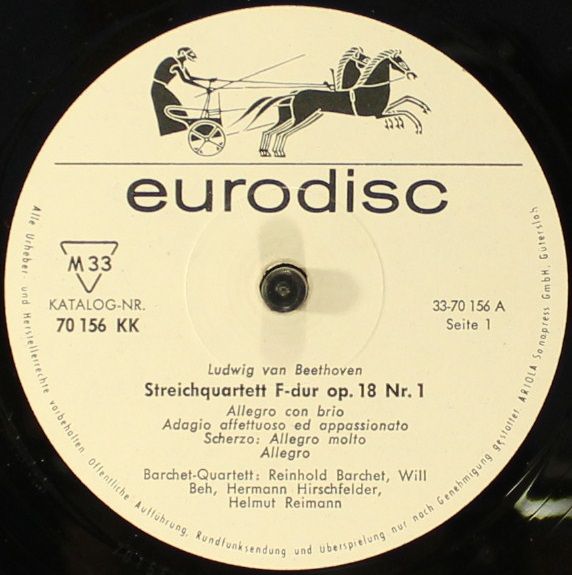 eurodisc
M 33
KATALOG-NR.
70 156 KK
33-70 156 A
Seite 1
Ludwig van Beethoven
Streichquartett F-dur op. 18 Nr. 1
Allegro con brio
Adagio affettuoso ed appassionato
Scherzo: Allegro molto
Allegro
Barchet-Quartett: Reinhold Barchet, Will
Beh, Hermann Hirschfelder,
Helmut Reimann
Alle Urheber- und Herstellerrechte vorbehalten. Öffentliche Aufführung, Rundfunksendung und Überspielung nur nach Genehmigung gestattet. ARIOLA Sonopress GmbH, Gütersloh